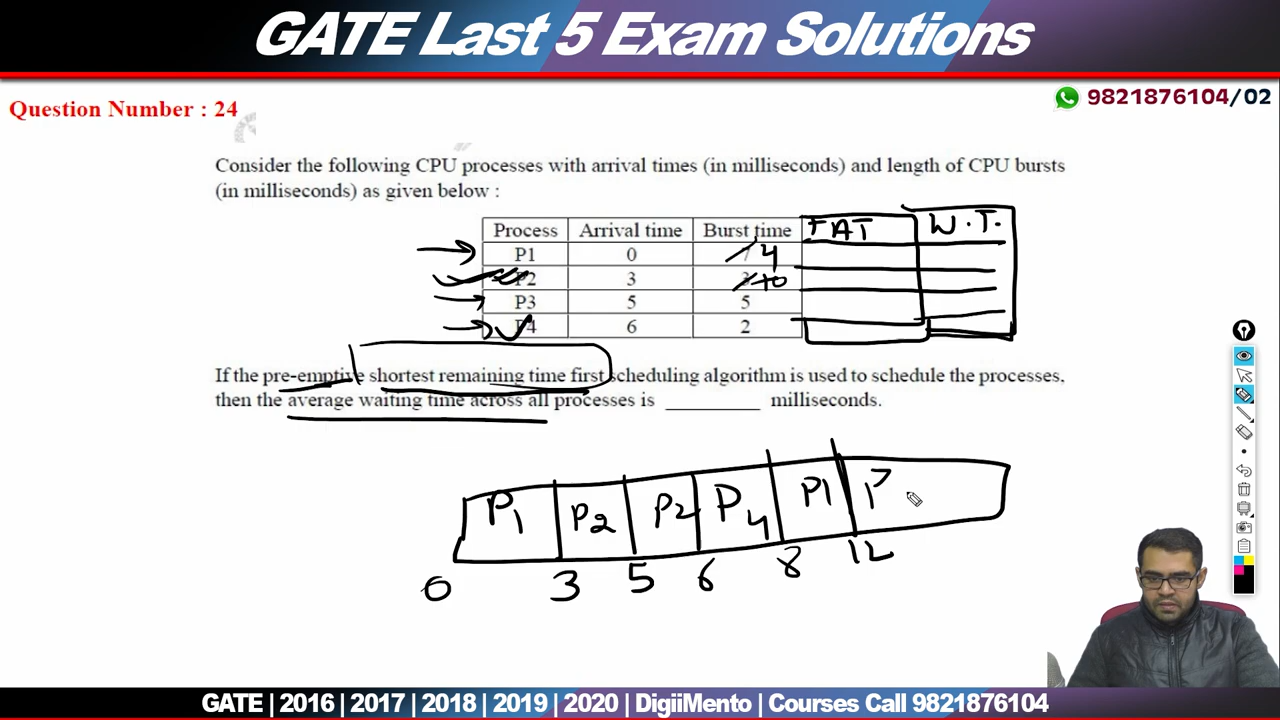 GATE Last 5 Exam Solutions
Question Number : 24
9821876104/02
Consider the following CPU processes with arrival times (in milliseconds) and length of CPU bursts
(in milliseconds) as given below :
Process Arrival time Burst time FAT W.T.
P1 0 4
P2 3
P3 5 5
P4 6 2
If the pre-emptive shortest remaining time first scheduling algorithm is used to schedule the processes,
then the average waiting time across all processes is ________ milliseconds.
P1 P2 P2 P4 P1 P
0 3 5 6 8 12
GATE | 2016 | 2017 | 2018 | 2019 | 2020 | DigiiMento | Courses Call 9821876104